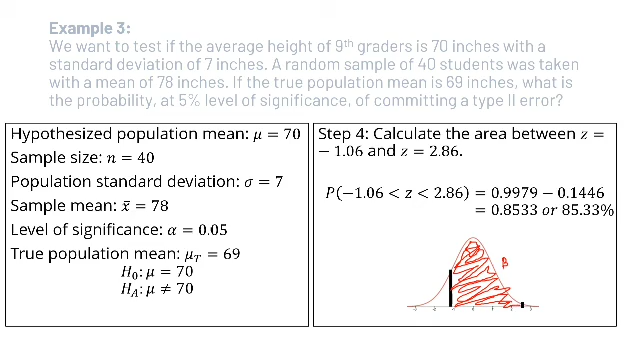 Example 3:
We want to test if the average height of 9th graders is 70 inches with a
standard deviation of 7 inches. A random sample of 40 students was taken
with a mean of 78 inches. If the true population mean is 69 inches, what is
the probability, at 5% level of significance, of committing a type II error?
Hypothesized population mean: μ = 70
Sample size: n = 40
Population standard deviation: σ = 7
Sample mean: x̄ = 78
Level of significance: α = 0.05
True population mean: μ_T = 69
H₀: μ = 70
H_A: μ ≠ 70
Step 4: Calculate the area between z =
− 1.06 and z = 2.86.
P(−1.06 < z < 2.86) = 0.9979 − 0.1446
= 0.8533 or 85.33%
β